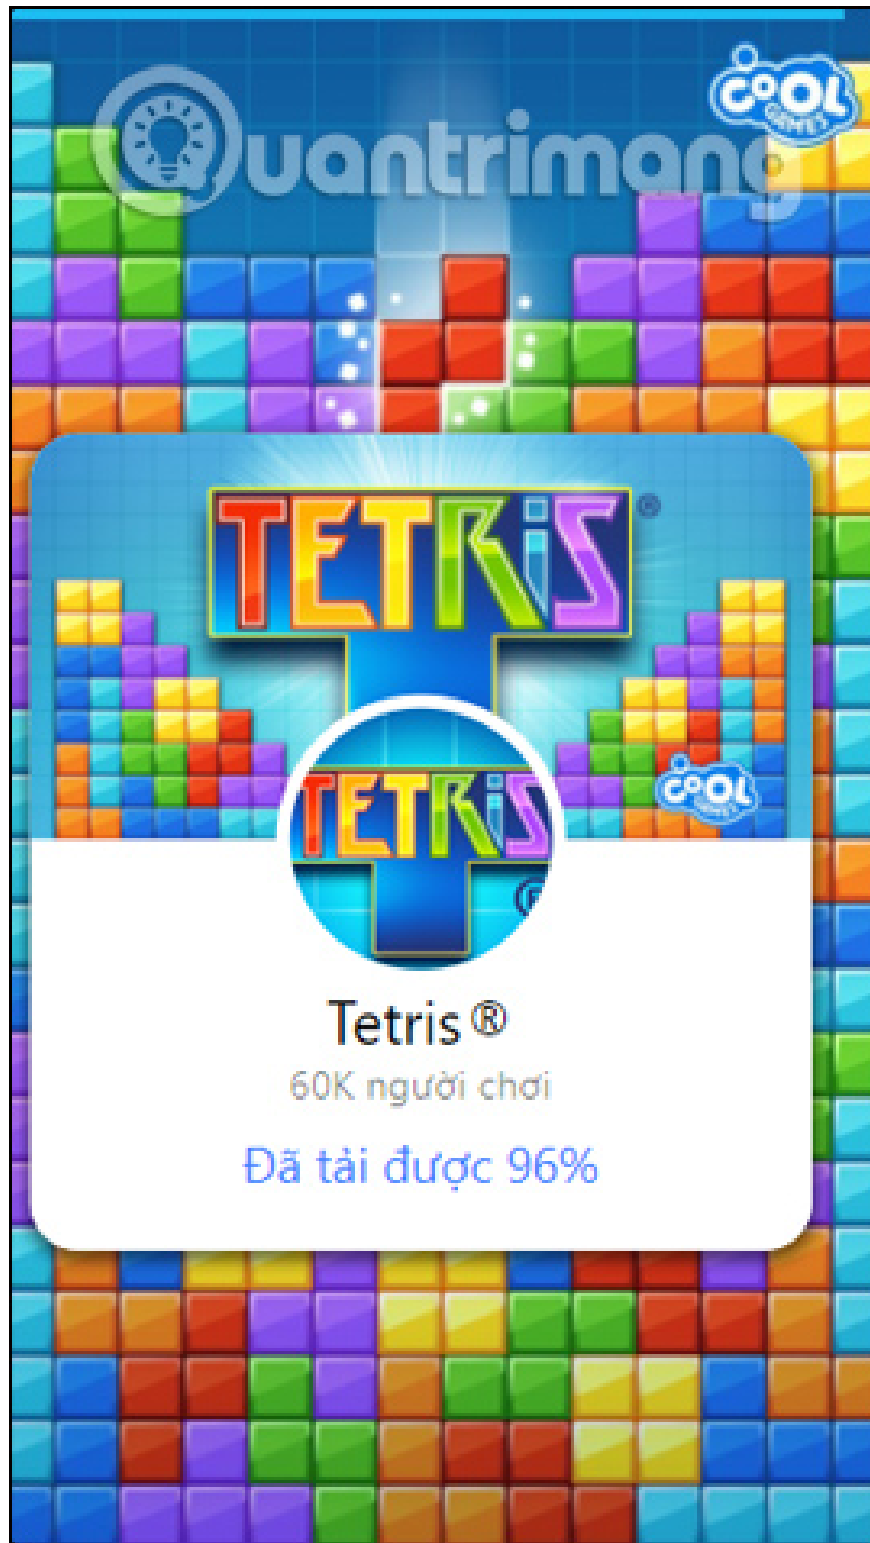 COOL
GAMES
Quantrimang
TETRIS®
COOL
GAMES
TETRIS
®
Tetris ®
60K người chơi
Đã tải được 96%